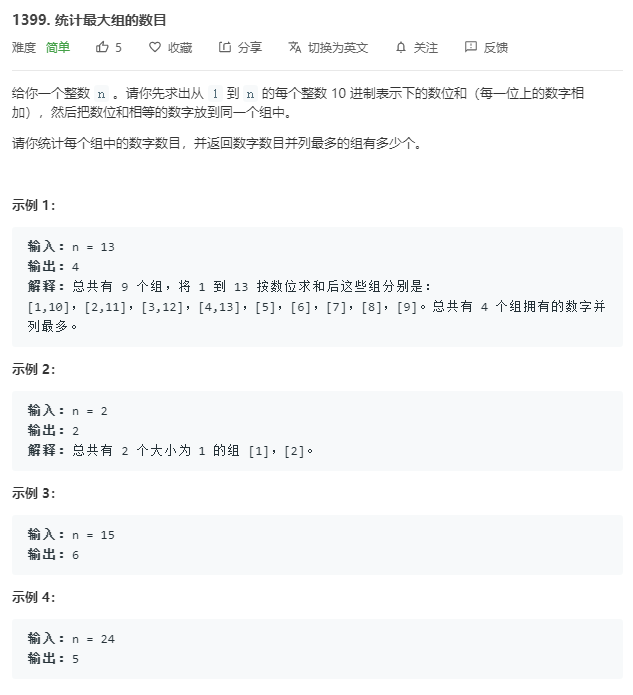 1399. 统计最大组的数目
难度 简单 5 收藏 分享 切换为英文 关注 反馈
给你一个整数 n 。请你先求出从 1 到 n 的每个整数 10 进制表示下的数位和（每一位上的数字相
加），然后把数位和相等的数字放到同一个组中。
请你统计每个组中的数字数目，并返回数字数目并列最多的组有多少个。
示例 1：
输入：n = 13
输出：4
解释：总共有 9 个组，将 1 到 13 按数位求和后这些组分别是：
[1,10]，[2,11]，[3,12]，[4,13]，[5]，[6]，[7]，[8]，[9]。总共有 4 个组拥有的数字并
列最多。
示例 2：
输入：n = 2
输出：2
解释：总共有 2 个大小为 1 的组 [1]，[2]。
示例 3：
输入：n = 15
输出：6
示例 4：
输入：n = 24
输出：5